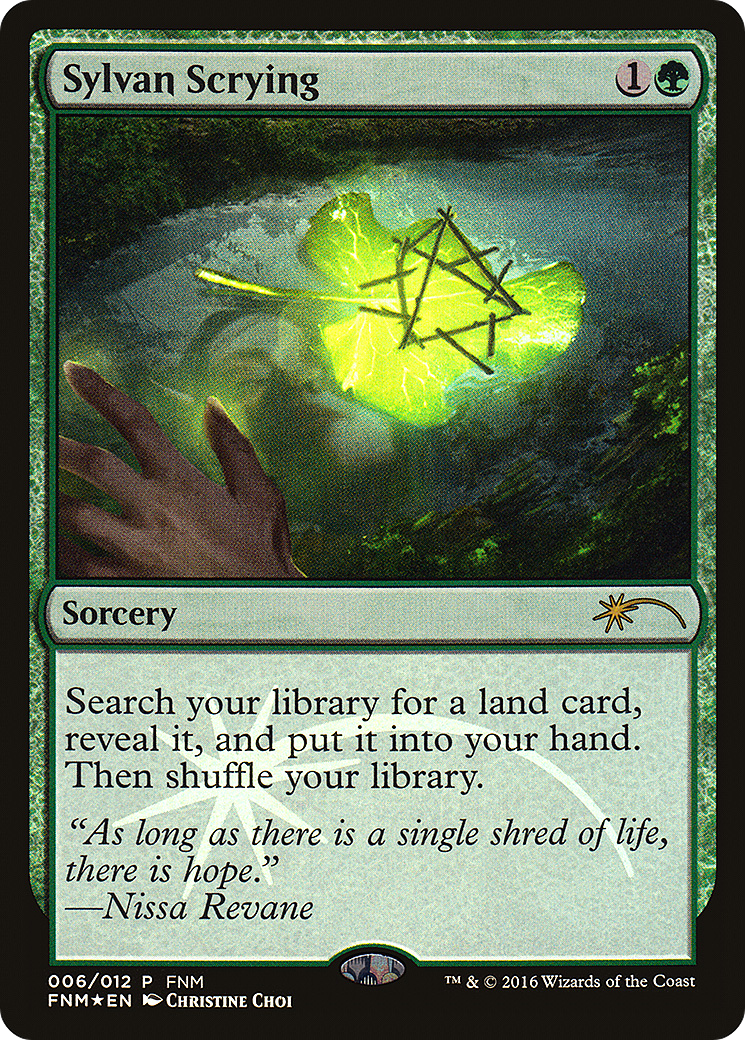 Sylvan Scrying 1
Sorcery
Search your library for a land card,
reveal it, and put it into your hand.
Then shuffle your library.
“As long as there is a single shred of life,
there is hope.”
—Nissa Revane
006/012 P FNM
FNM★EN Christine Choi
™ & © 2016 Wizards of the Coast